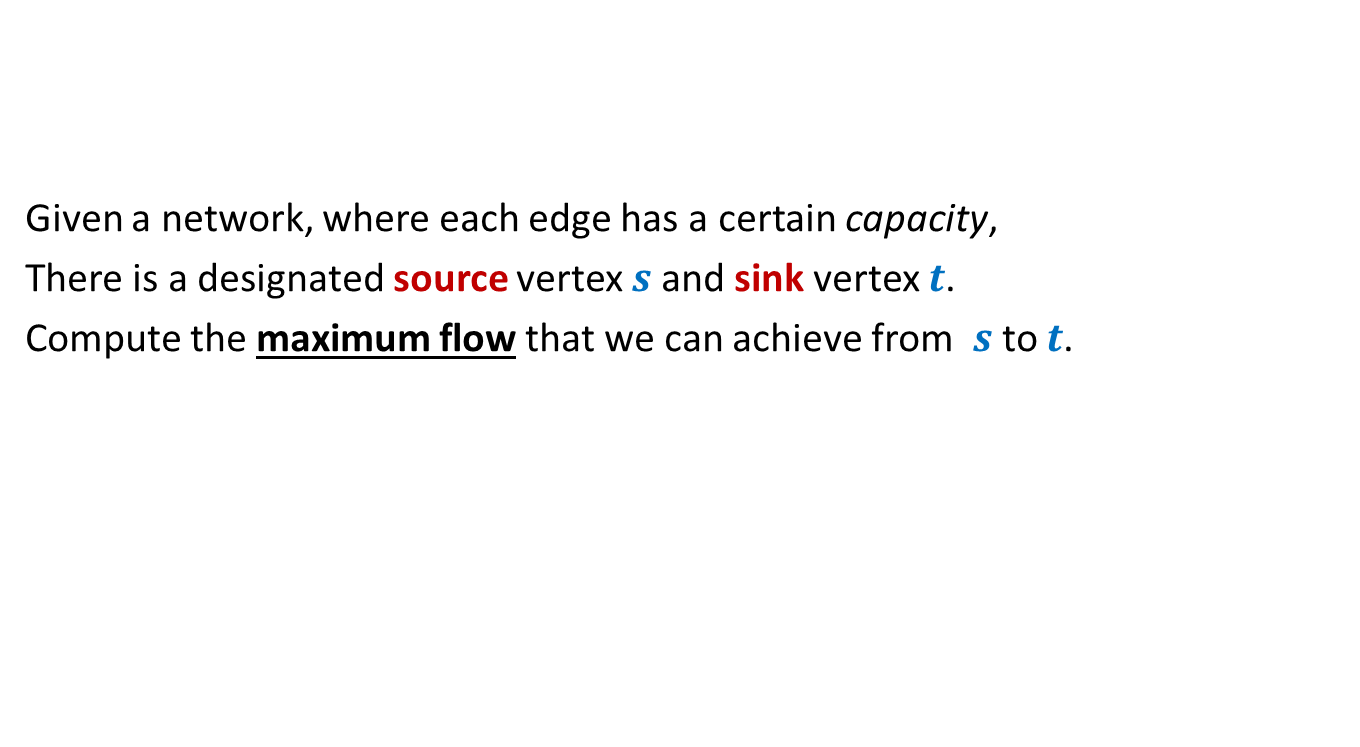 Given a network, where each edge has a certain capacity,
There is a designated source vertex s and sink vertex t.
Compute the maximum flow that we can achieve from s to t.